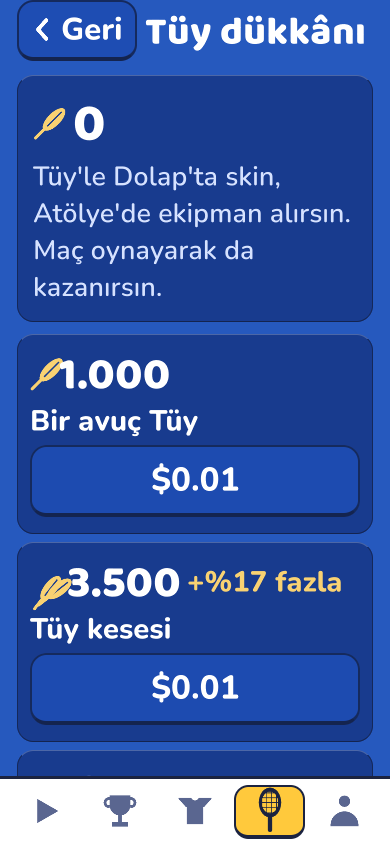 Geri Tüy dükkânı
0
Tüy'le Dolap'ta skin,
Atölye'de ekipman alırsın.
Maç oynayarak da
kazanırsın.
1.000
Bir avuç Tüy
$0.01
3.500 +%17 fazla
Tüy kesesi
$0.01